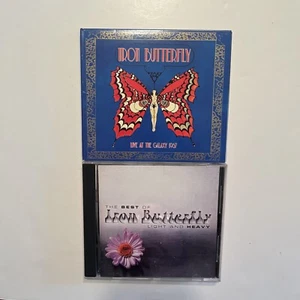 IRON BUTTERFLY
LIVE AT THE GALAXY 1967
THE BEST OF
Iron Butterfly
LIGHT AND HEAVY